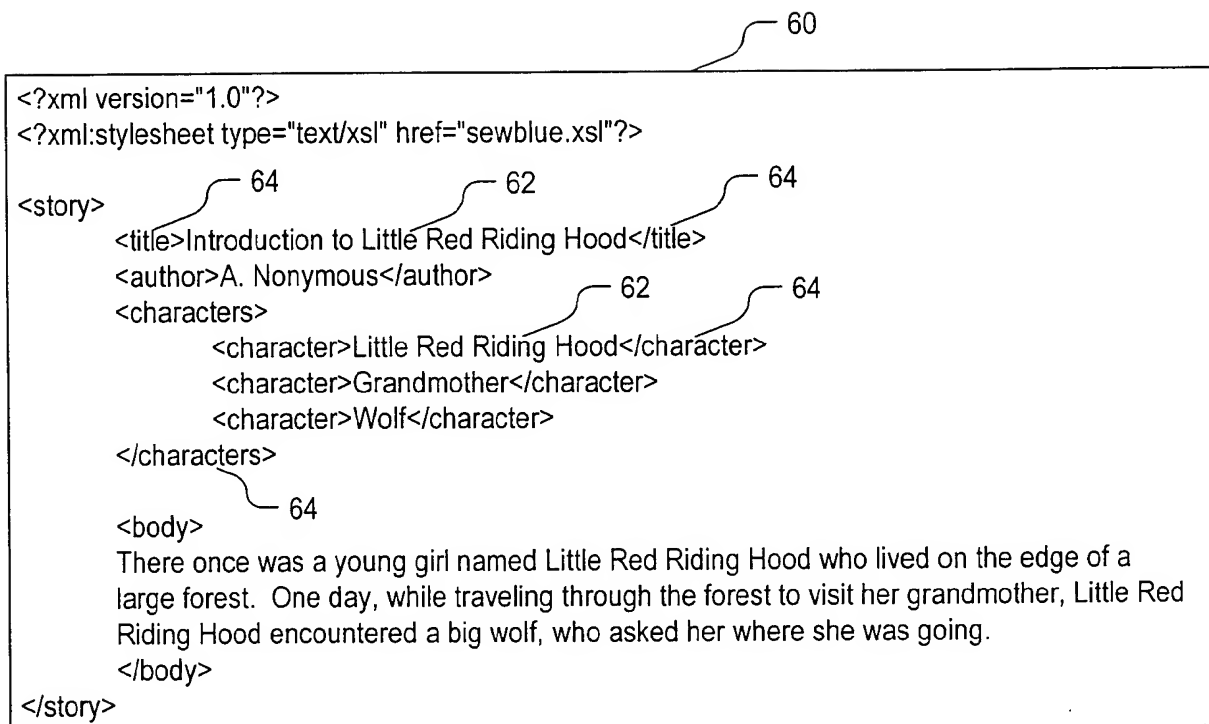 60
<?xml version="1.0"?>
<?xml:stylesheet type="text/xsl" href="sewblue.xsl"?>
64 62 64
<story>
<title>Introduction to Little Red Riding Hood</title>
<author>A. Nonymous</author>
62 64
<characters>
<character>Little Red Riding Hood</character>
<character>Grandmother</character>
<character>Wolf</character>
</characters>
64
<body>
There once was a young girl named Little Red Riding Hood who lived on the edge of a
large forest.  One day, while traveling through the forest to visit her grandmother, Little Red
Riding Hood encountered a big wolf, who asked her where she was going.
</body>
</story>